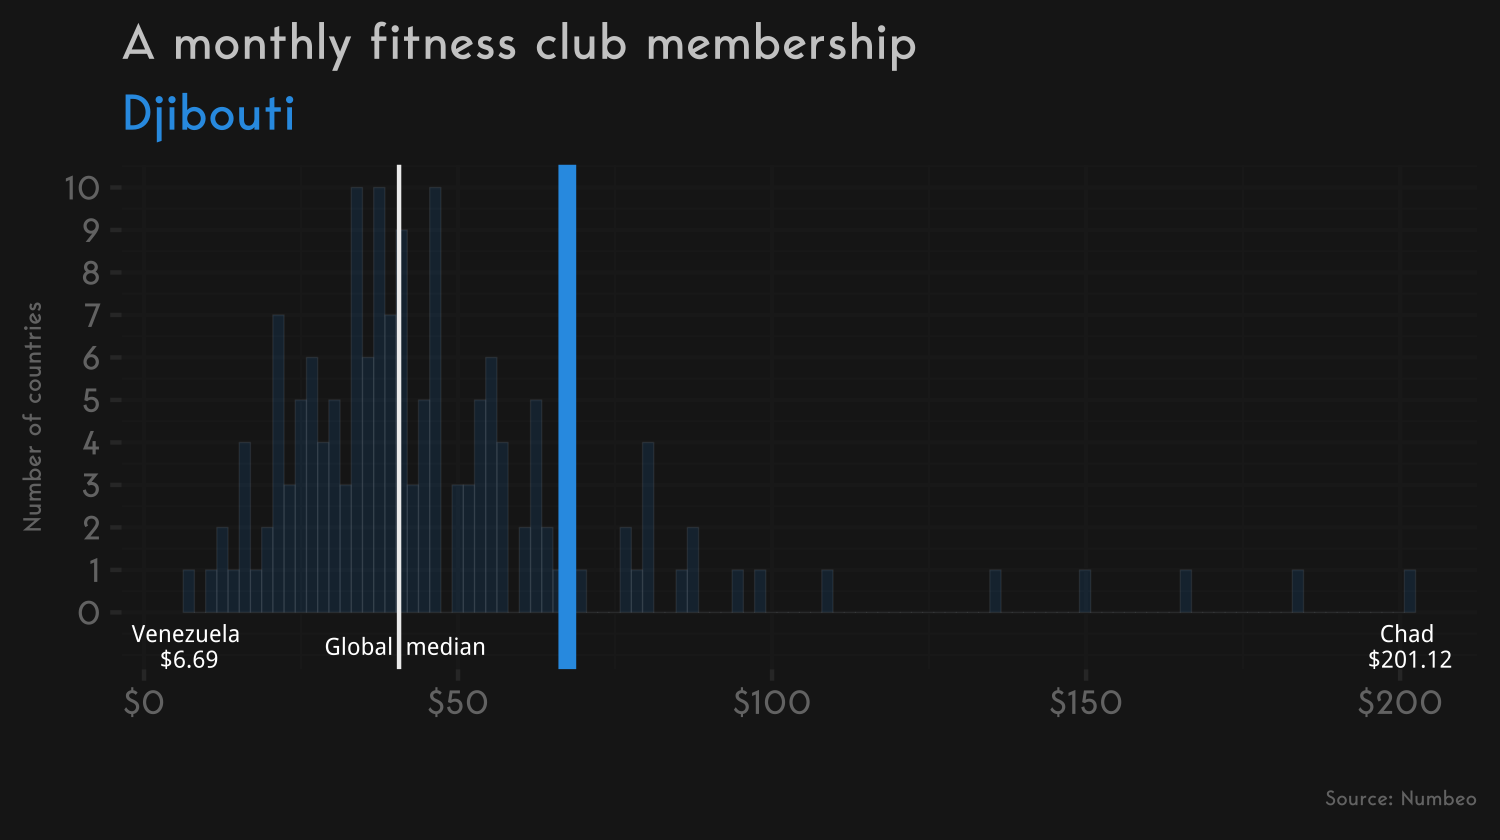 A monthly fitness club membership
Djibouti
Number of countries
10
9
8
7
6
5
4
3
2
1
0
Venezuela
$6.69
Global median
Chad
$201.12
$0 $50 $100 $150 $200
Source: Numbeo